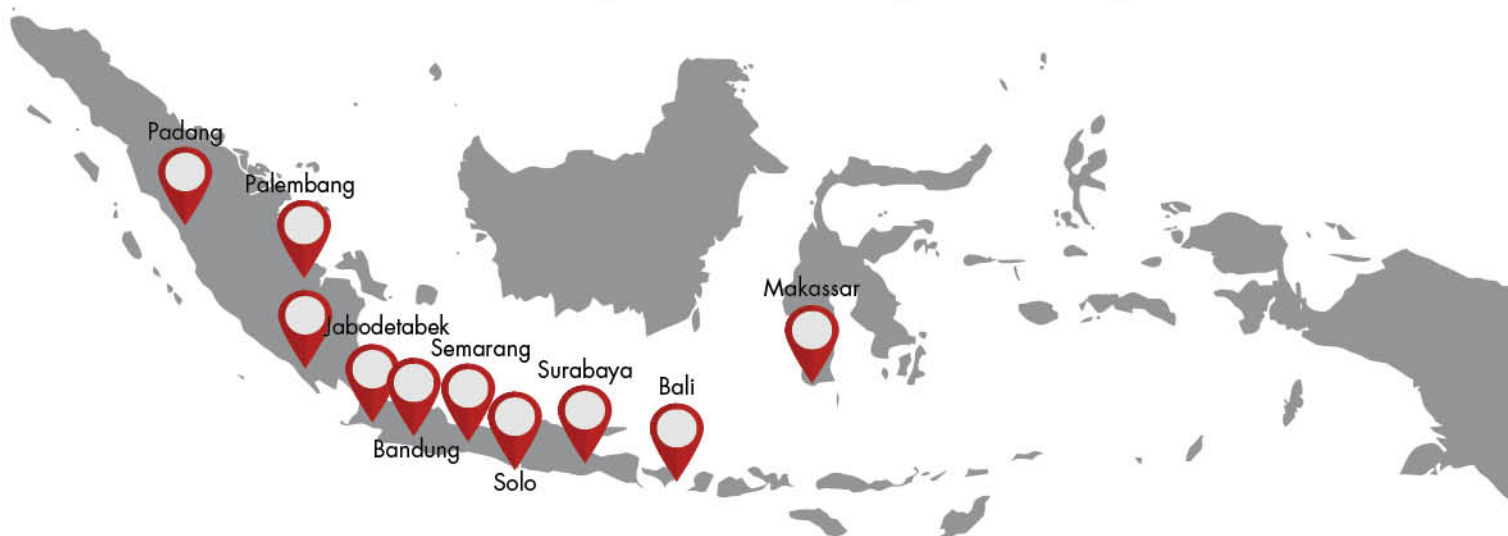 Padang
Palembang
Makassar
Jabodetabek
Semarang
Surabaya
Bali
Bandung
Solo